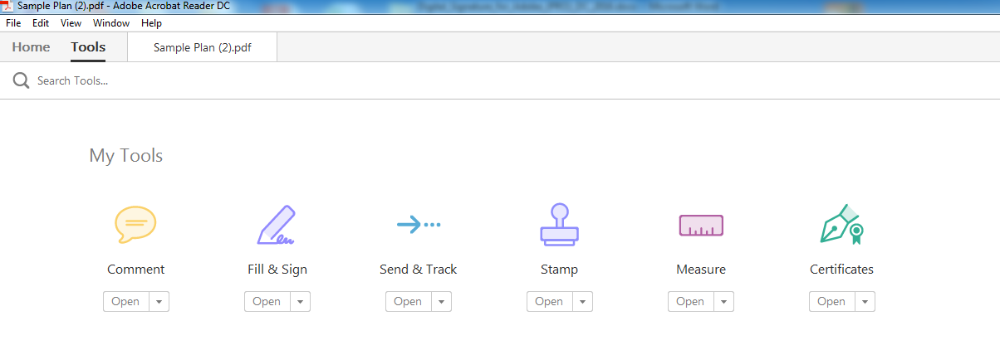 Sample Plan (2).pdf - Adobe Acrobat Reader DC
File Edit View Window Help
Home Tools Sample Plan (2).pdf
Search Tools...
My Tools
Comment Fill & Sign Send & Track Stamp Measure Certificates
Open Open Open Open Open Open